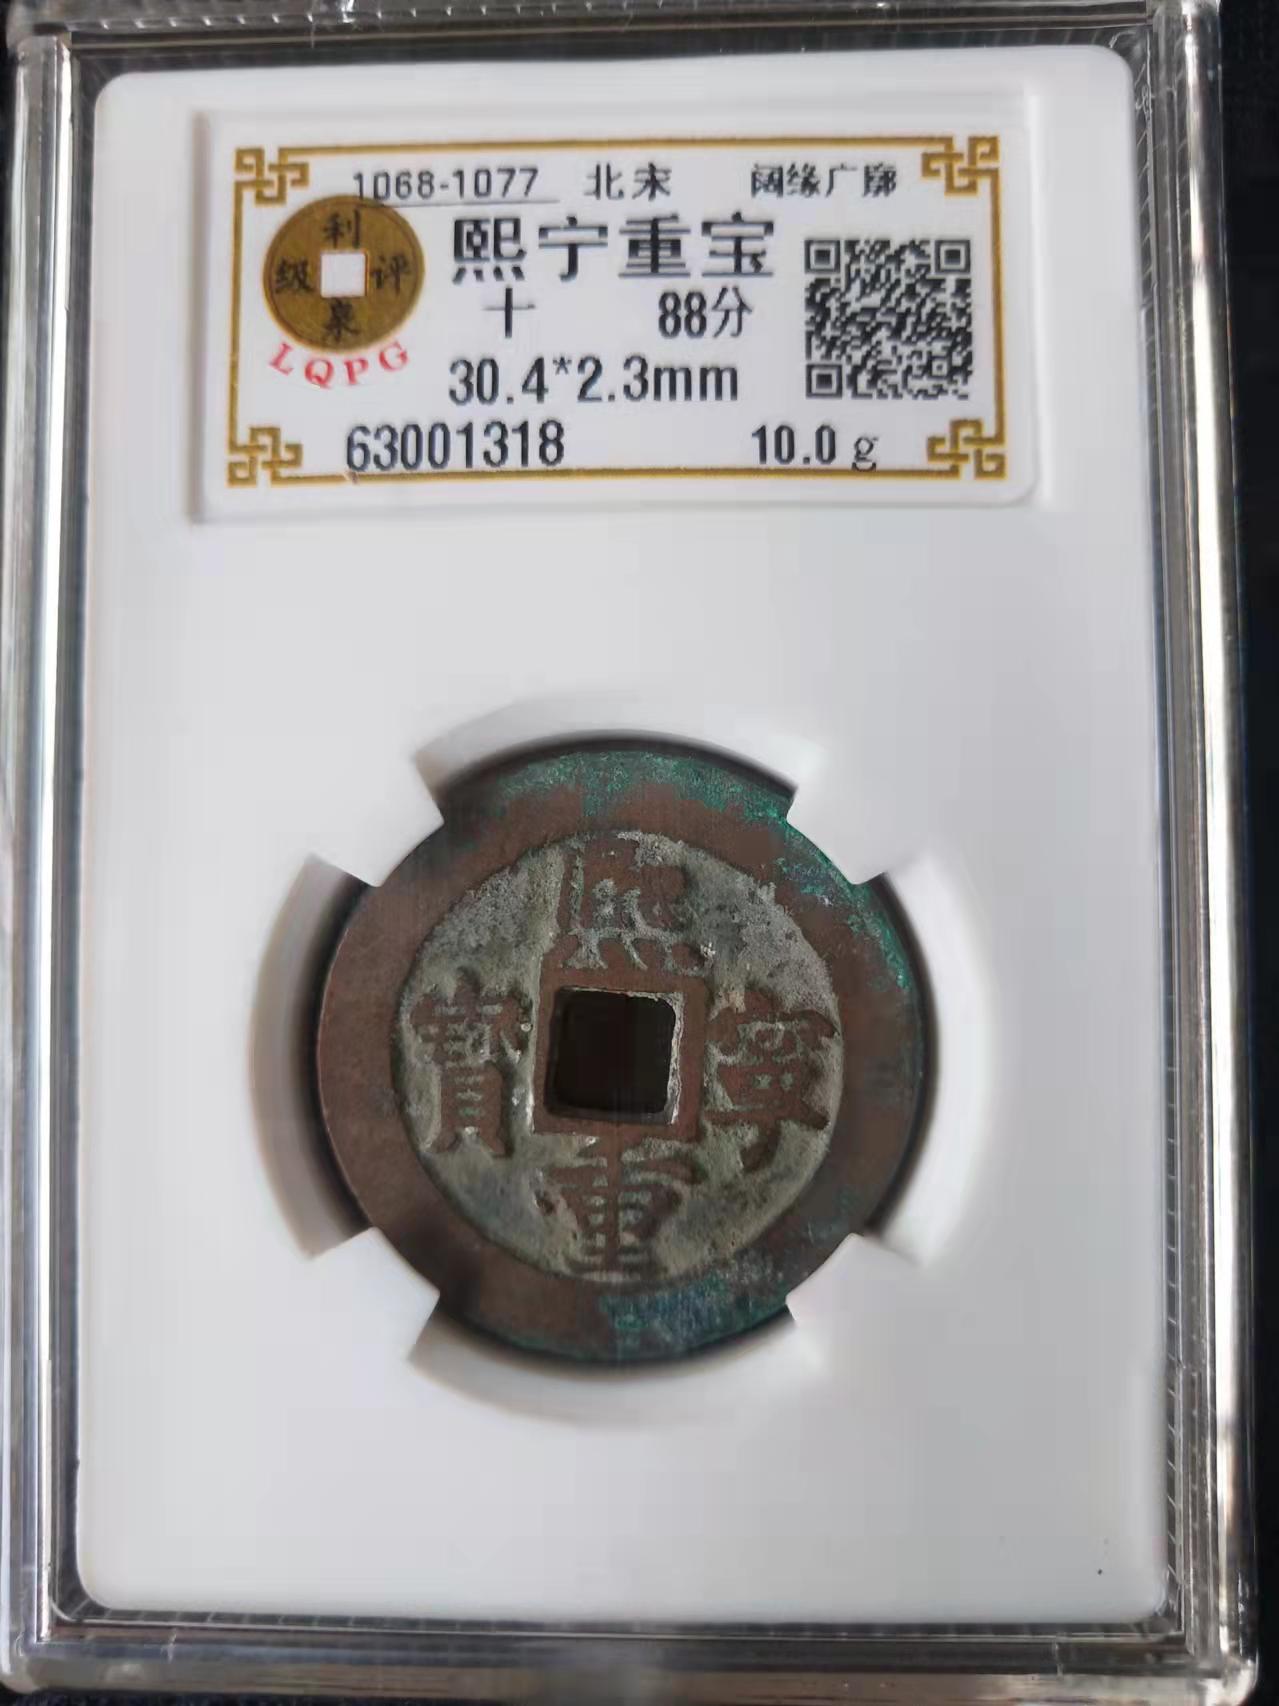 1068-1077 北宋 阔缘广廓
熙宁重宝
十 88分
30.4*2.3mm
63001318 10.0g
利泉评级
LQPG
熙寧重寶